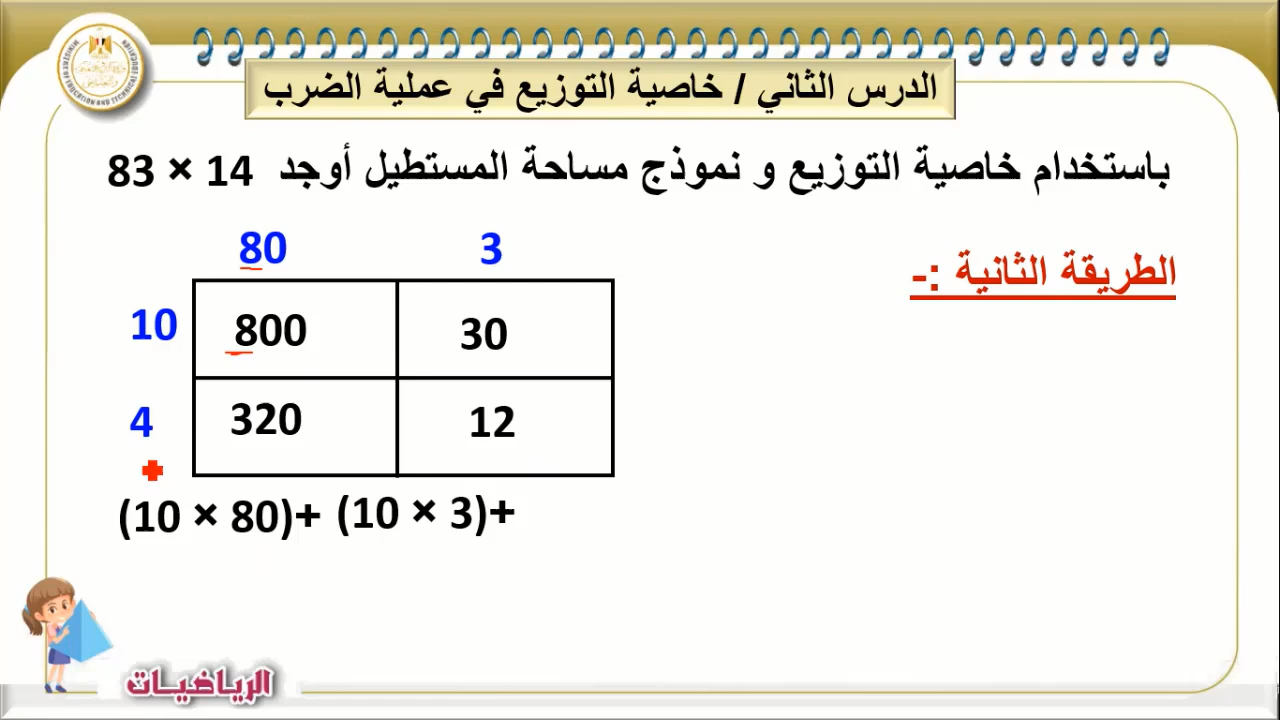 الدرس الثاني / خاصية التوزيع في عملية الضرب
باستخدام خاصية التوزيع و نموذج مساحة المستطيل أوجد 83 × 14
الطريقة الثانية :-
80 3
10 800 30
4 320 12
+
(10 × 80)+ (10 × 3)+
الرياضيات